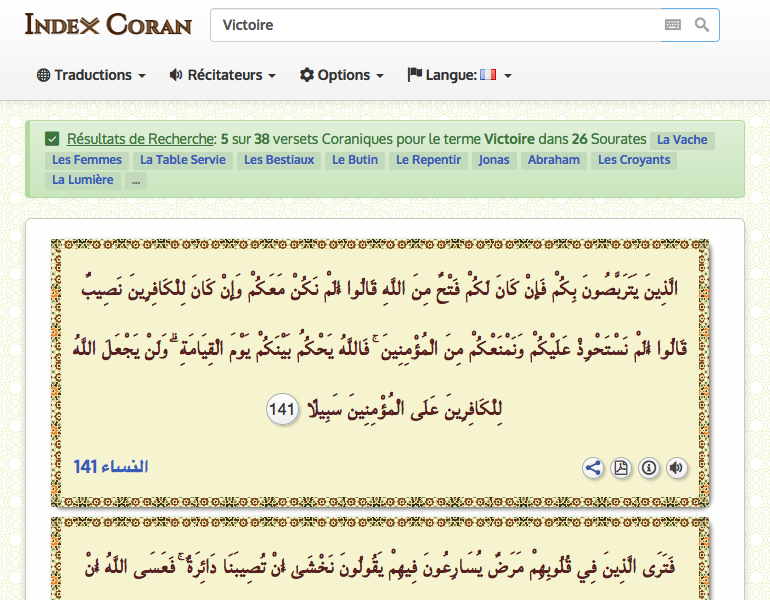 Index Coran
Victoire
Traductions Récitateurs Options Langue:
Résultats de Recherche: 5 sur 38 versets Coraniques pour le terme Victoire dans 26 Sourates La Vache
Les Femmes La Table Servie Les Bestiaux Le Butin Le Repentir Jonas Abraham Les Croyants
La Lumière ...
الَّذِينَ يَتَرَبَّصُونَ بِكُمْ فَإِنْ كَانَ لَكُمْ فَتْحٌ مِنَ اللَّهِ قَالُوا أَلَمْ نَكُنْ مَعَكُمْ وَإِنْ كَانَ لِلْكَافِرِينَ نَصِيبٌ
قَالُوا أَلَمْ نَسْتَحْوِذْ عَلَيْكُمْ وَنَمْنَعْكُمْ مِنَ الْمُؤْمِنِينَ ۚ فَاللَّهُ يَحْكُمُ بَيْنَكُمْ يَوْمَ الْقِيَامَةِ ۗ وَلَنْ يَجْعَلَ اللَّهُ
لِلْكَافِرِينَ عَلَى الْمُؤْمِنِينَ سَبِيلًا 141
النساء 141
فَتَرَى الَّذِينَ فِي قُلُوبِهِمْ مَرَضٌ يُسَارِعُونَ فِيهِمْ يَقُولُونَ نَخْشَىٰ أَنْ تُصِيبَنَا دَائِرَةٌ ۚ فَعَسَى اللَّهُ أَنْ